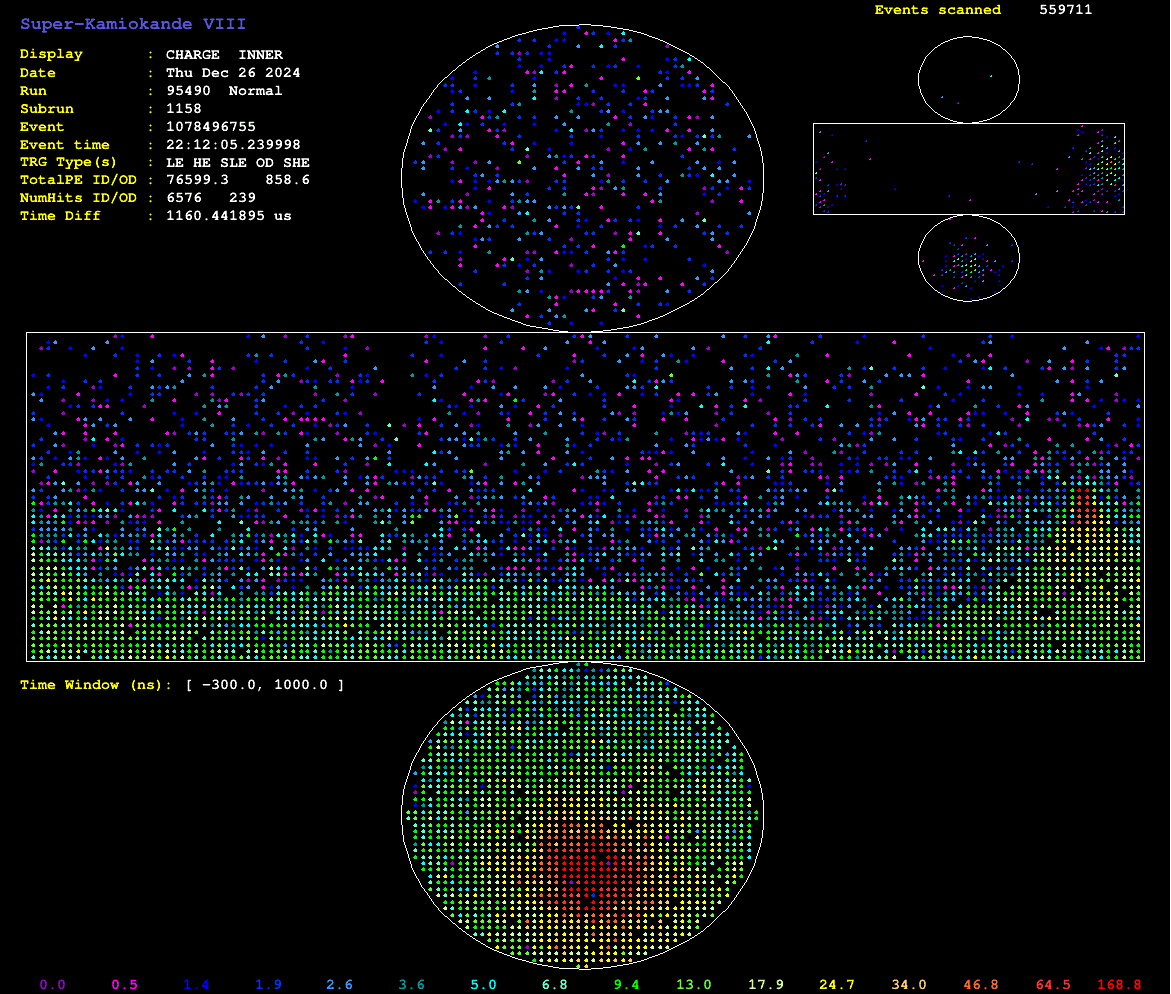 Super-Kamiokande VIII
Events scanned 559711
Display : CHARGE INNER
Date : Thu Dec 26 2024
Run : 95490 Normal
Subrun : 1158
Event : 1078496755
Event time : 22:12:05.239998
TRG Type(s) : LE HE SLE OD SHE
TotalPE ID/OD : 76599.3 858.6
NumHits ID/OD : 6576 239
Time Diff : 1160.441895 us
Time Window (ns): [ -300.0, 1000.0 ]
0.0 0.5 1.4 1.9 2.6 3.6 5.0 6.8 9.4 13.0 17.9 24.7 34.0 46.8 64.5 168.8